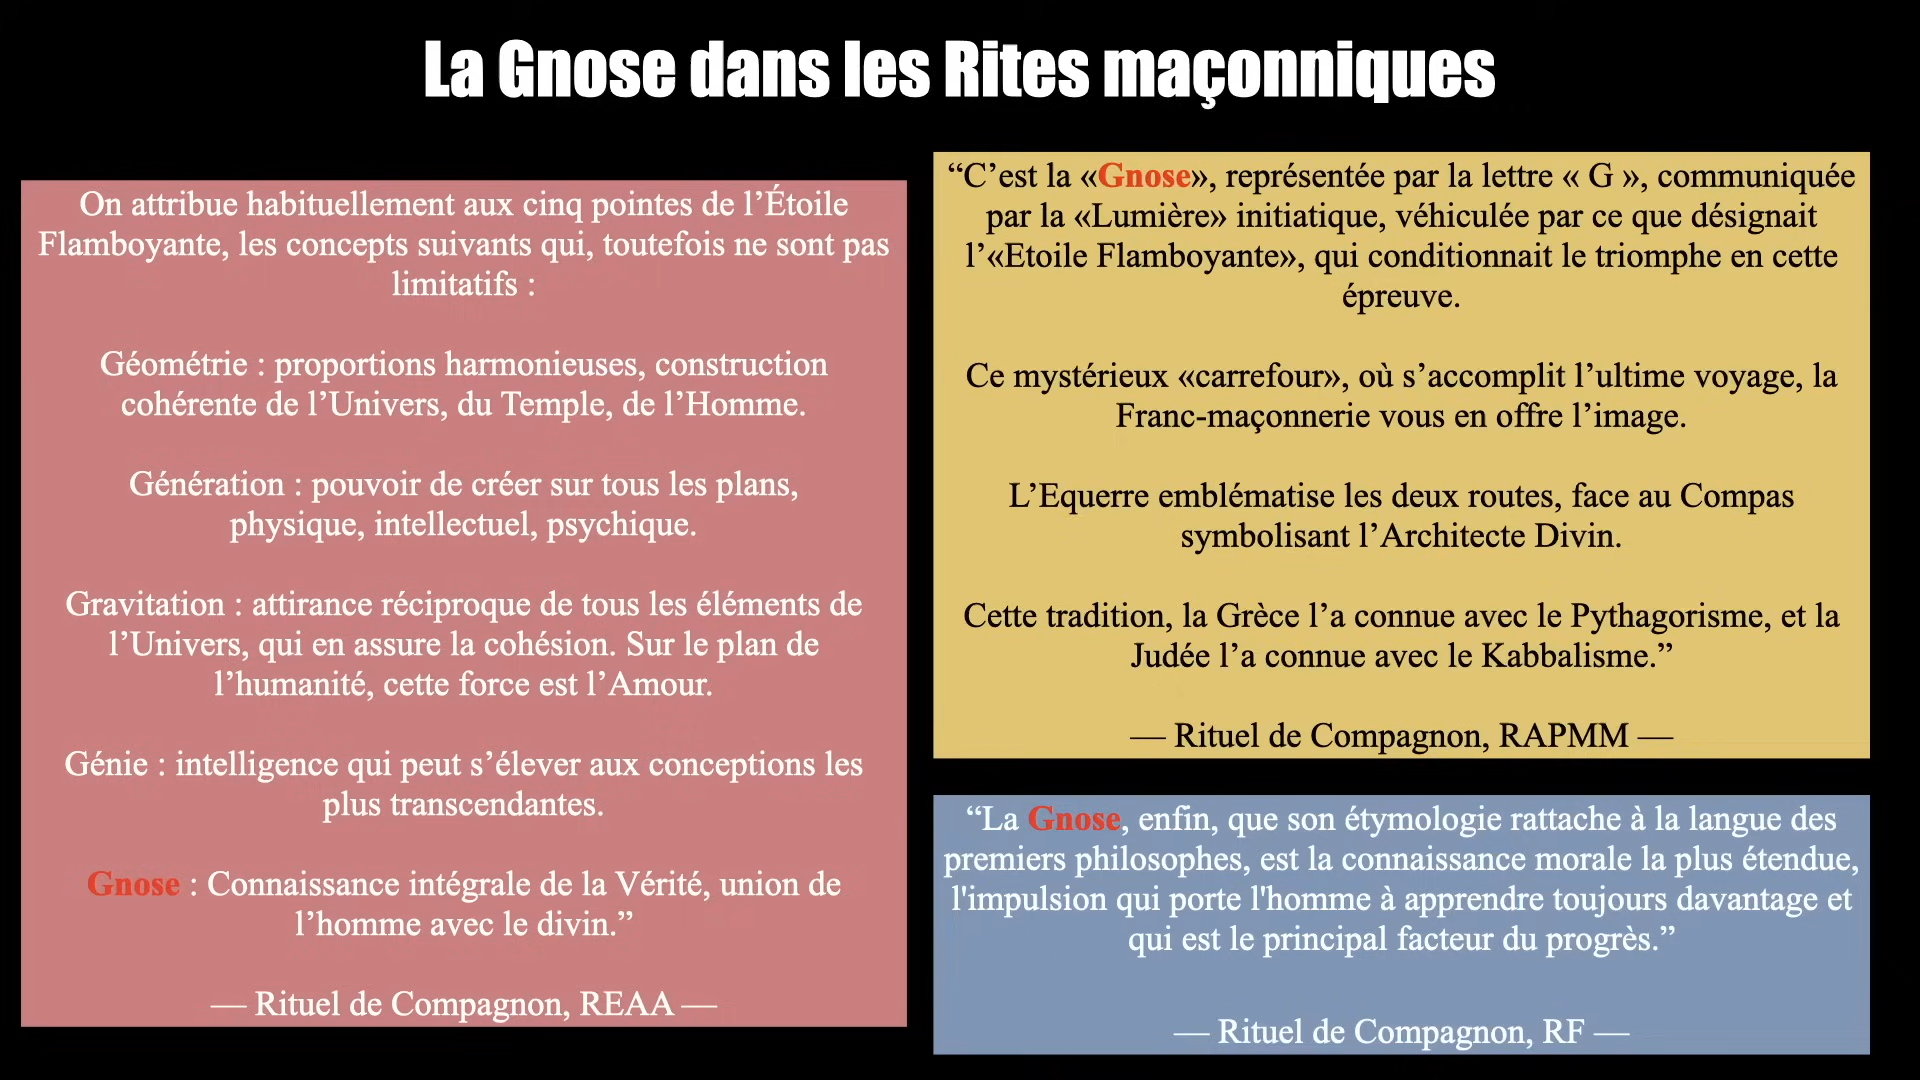 La Gnose dans les Rites maçonniques
On attribue habituellement aux cinq pointes de l’Étoile
Flamboyante, les concepts suivants qui, toutefois ne sont pas
limitatifs :
Géométrie : proportions harmonieuses, construction
cohérente de l’Univers, du Temple, de l’Homme.
Génération : pouvoir de créer sur tous les plans,
physique, intellectuel, psychique.
Gravitation : attirance réciproque de tous les éléments de
l’Univers, qui en assure la cohésion. Sur le plan de
l’humanité, cette force est l’Amour.
Génie : intelligence qui peut s’élever aux conceptions les
plus transcendantes.
Gnose : Connaissance intégrale de la Vérité, union de
l’homme avec le divin.”
— Rituel de Compagnon, REAA —
“C’est la «Gnose», représentée par la lettre « G », communiquée
par la «Lumière» initiatique, véhiculée par ce que désignait
l’«Etoile Flamboyante», qui conditionnait le triomphe en cette
épreuve.
Ce mystérieux «carrefour», où s’accomplit l’ultime voyage, la
Franc-maçonnerie vous en offre l’image.
L’Equerre emblématise les deux routes, face au Compas
symbolisant l’Architecte Divin.
Cette tradition, la Grèce l’a connue avec le Pythagorisme, et la
Judée l’a connue avec le Kabbalisme.”
— Rituel de Compagnon, RAPMM —
“La Gnose, enfin, que son étymologie rattache à la langue des
premiers philosophes, est la connaissance morale la plus étendue,
l'impulsion qui porte l'homme à apprendre toujours davantage et
qui est le principal facteur du progrès.”
— Rituel de Compagnon, RF —